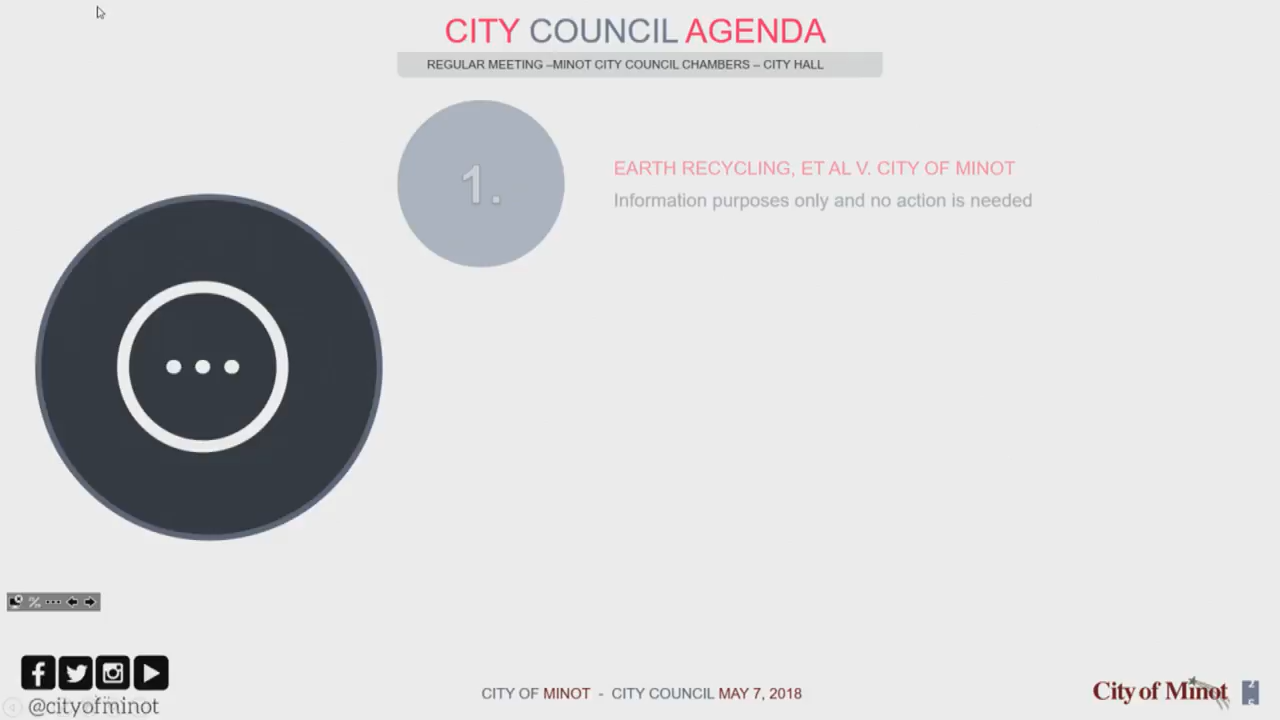 CITY COUNCIL AGENDA
REGULAR MEETING –MINOT CITY COUNCIL CHAMBERS – CITY HALL
1.
EARTH RECYCLING, ET AL V. CITY OF MINOT
Information purposes only and no action is needed
@cityofminot
CITY OF MINOT - CITY COUNCIL MAY 7, 2018
City of Minot